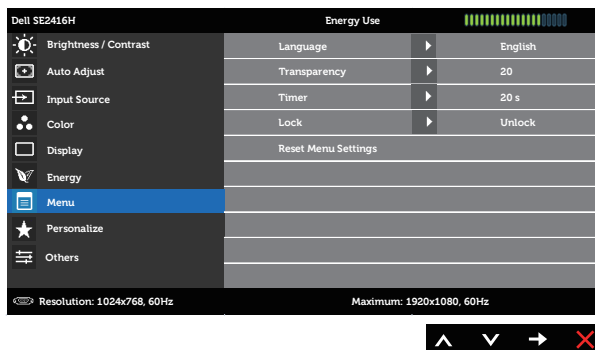 Dell SE2416H Energy Use
Brightness / Contrast
Auto Adjust
Input Source
Color
Display
Energy
Menu
Personalize
Others
Language English
Transparency 20
Timer 20 s
Lock Unlock
Reset Menu Settings
Resolution: 1024x768, 60Hz Maximum: 1920x1080, 60Hz